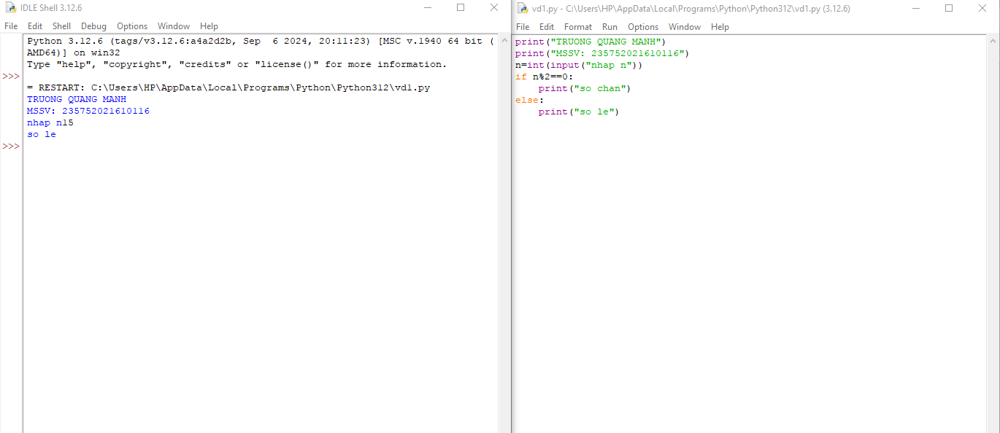 IDLE Shell 3.12.6
File Edit Shell Debug Options Window Help
Python 3.12.6 (tags/v3.12.6:a4a2d2b, Sep  6 2024, 20:11:23) [MSC v.1940 64 bit (
AMD64)] on win32
Type "help", "copyright", "credits" or "license()" for more information.
>>>
= RESTART: C:\Users\HP\AppData\Local\Programs\Python\Python312\vd1.py
TRUONG QUANG MANH
MSSV: 235752021610116
nhap n15
so le
>>>
vd1.py - C:\Users\HP\AppData\Local\Programs\Python\Python312\vd1.py (3.12.6)
File Edit Format Run Options Window Help
print("TRUONG QUANG MANH")
print("MSSV: 235752021610116")
n=int(input("nhap n"))
if n%2==0:
    print("so chan")
else:
    print("so le")